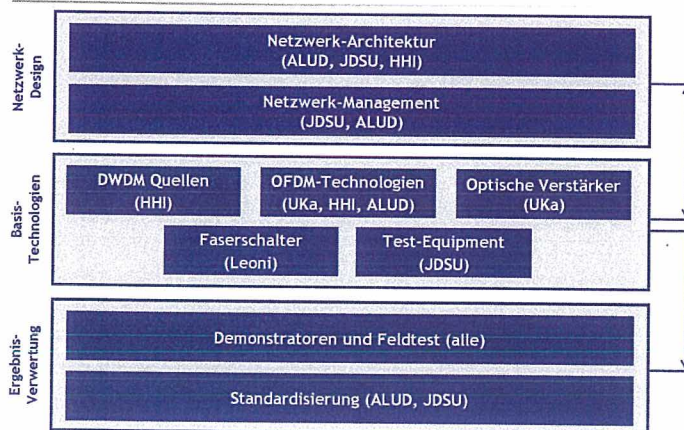 Netzwerk-
Design
Netzwerk-Architektur
(ALUD, JDSU, HHI)
Netzwerk-Management
(JDSU, ALUD)
Basis-
Technologien
DWDM Quellen
(HHI)
OFDM-Technologien
(UKa, HHI, ALUD)
Optische Verstärker
(UKa)
Faserschalter
(Leoni)
Test-Equipment
(JDSU)
Ergebnis-
Verwertung
Demonstratoren und Feldtest (alle)
Standardisierung (ALUD, JDSU)